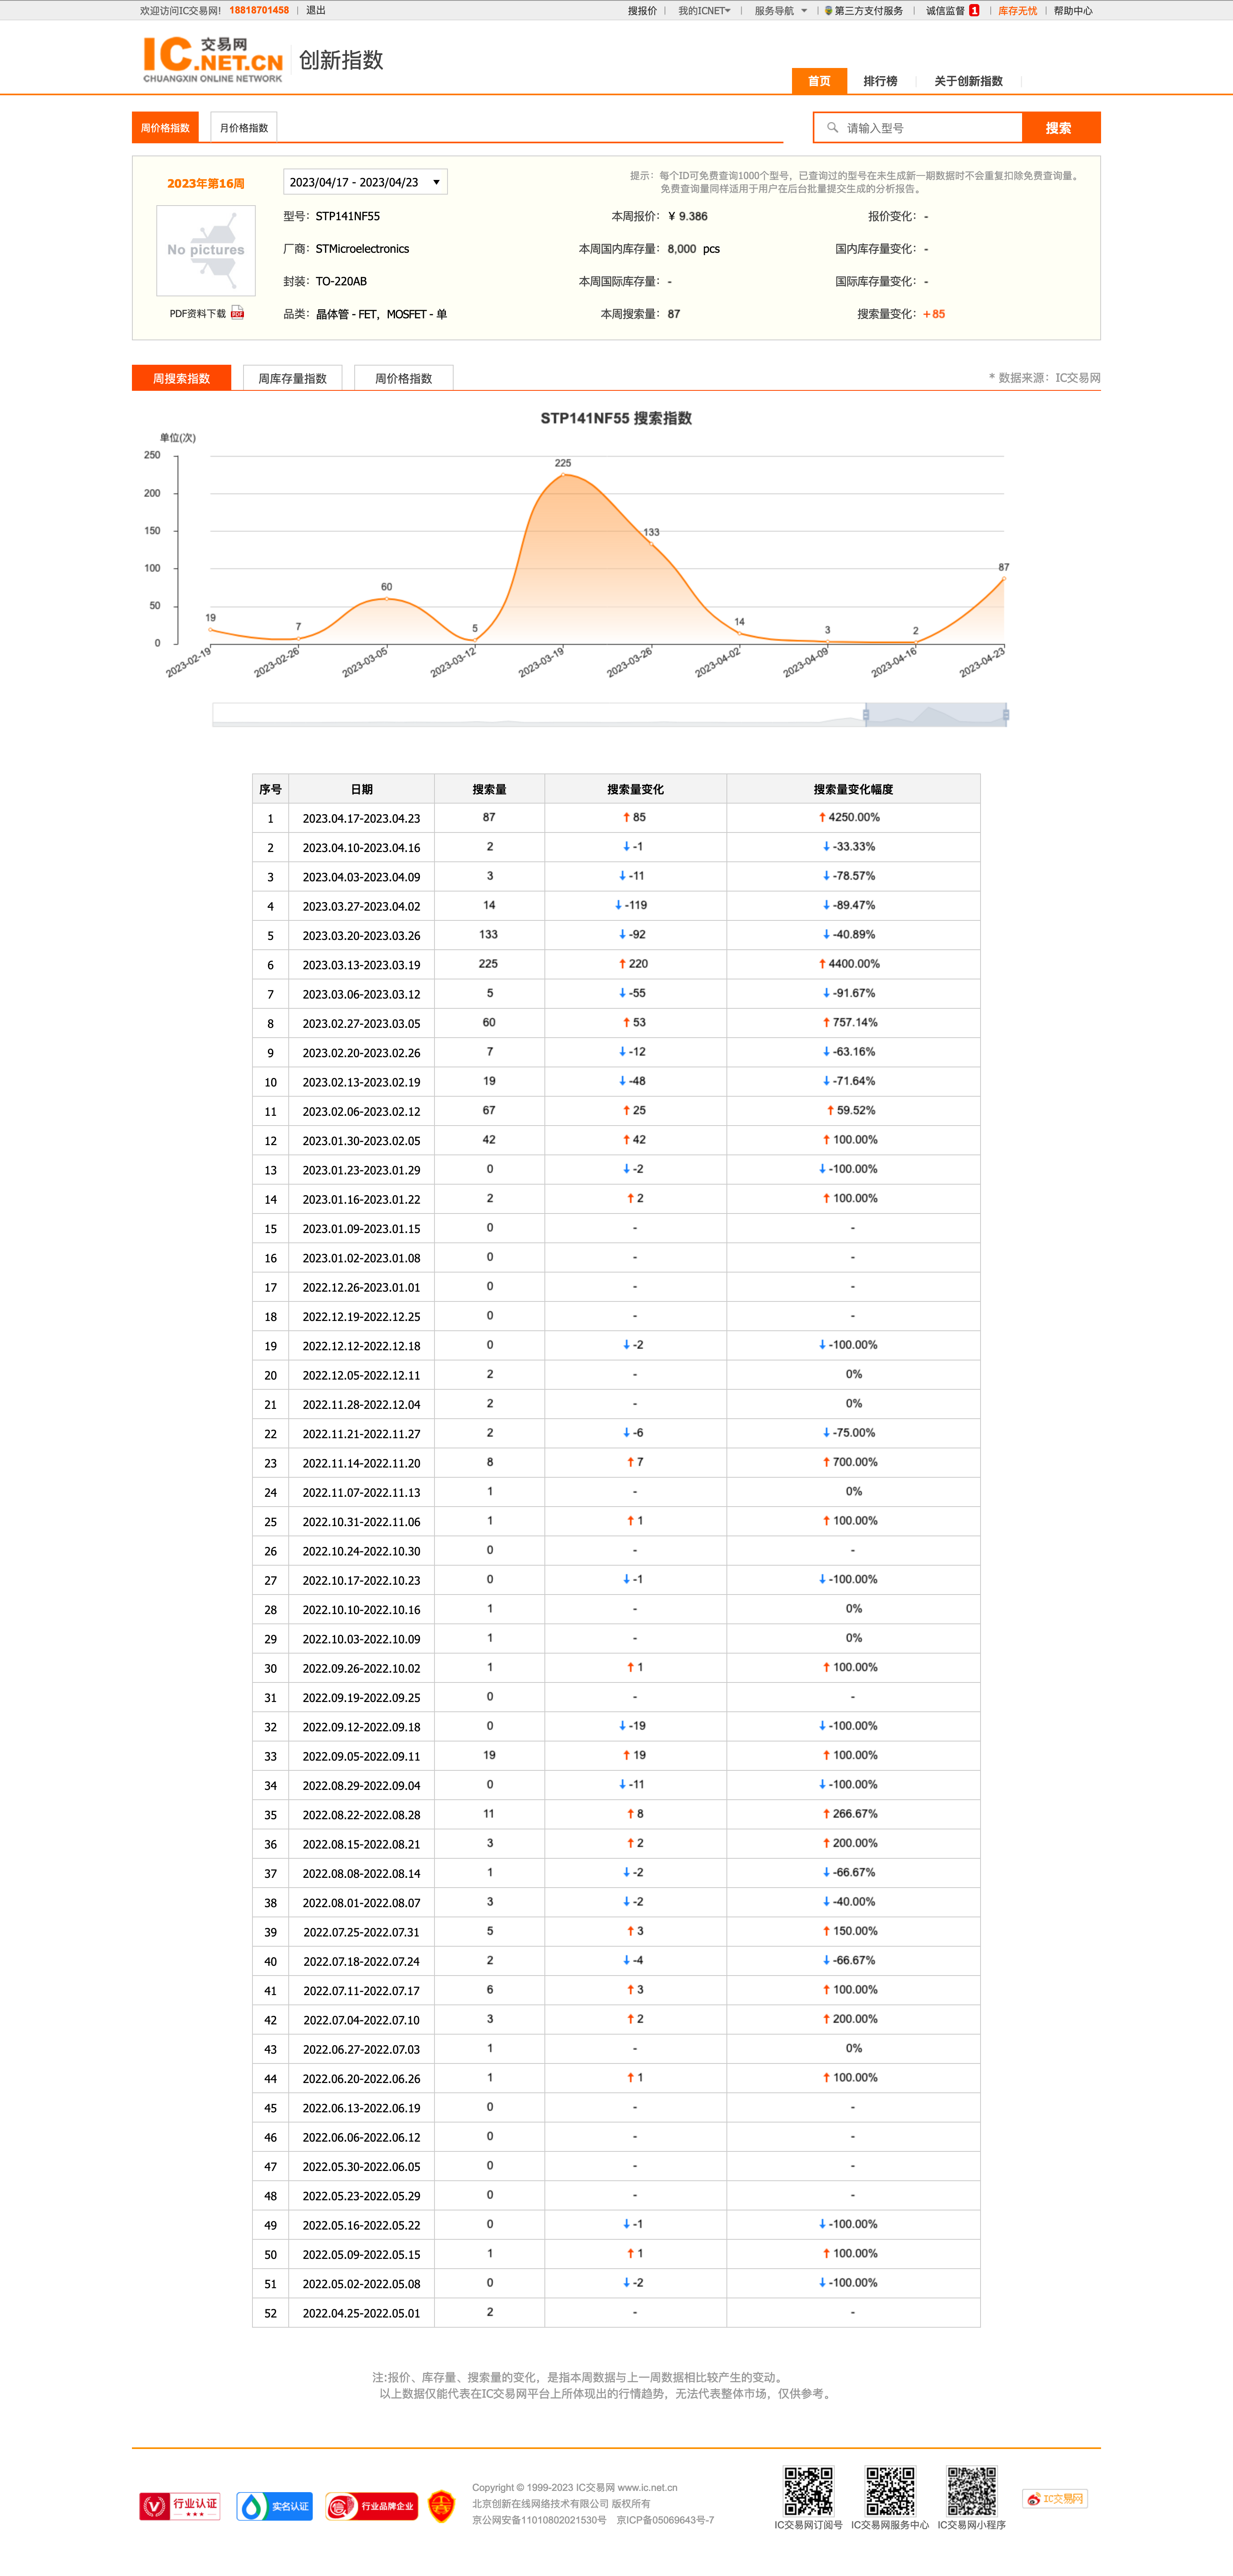 欢迎访问IC交易网! 18818701458 | 退出 搜报价 | 我的ICNET | 服务导航 | 第三方支付服务 | 诚信监督 1 | 库存无忧 | 帮助中心
IC 交易网 .NET.CN CHUANGXIN ONLINE NETWORK 创新指数
首页 排行榜 关于创新指数
周价格指数 月价格指数 请输入型号 搜索
2023年第16周 2023/04/17 - 2023/04/23 提示：每个ID可免费查询1000个型号，已查询过的型号在未生成新一期数据时不会重复扣除免费查询量。
免费查询量同样适用于用户在后台批量提交生成的分析报告。
型号：STP141NF55 本周报价：¥ 9.386 报价变化：-
No pictures
厂商：STMicroelectronics 本周国内库存量：8,000 pcs 国内库存量变化：-
封装：TO-220AB 本周国际库存量：- 国际库存量变化：-
PDF资料下载 PDF 品类：晶体管 - FET，MOSFET - 单 本周搜索量：87 搜索量变化：+85
周搜索指数 周库存量指数 周价格指数 * 数据来源：IC交易网
STP141NF55 搜索指数
单位(次)
250
200
150
100
50
0
19 7 60 5 225 133 14 3 2 87
2023-02-19 2023-02-26 2023-03-05 2023-03-12 2023-03-19 2023-03-26 2023-04-02 2023-04-09 2023-04-16 2023-04-23
序号 日期 搜索量 搜索量变化 搜索量变化幅度
1 2023.04.17-2023.04.23 87 ↑ 85 ↑ 4250.00%
2 2023.04.10-2023.04.16 2 ↓ -1 ↓ -33.33%
3 2023.04.03-2023.04.09 3 ↓ -11 ↓ -78.57%
4 2023.03.27-2023.04.02 14 ↓ -119 ↓ -89.47%
5 2023.03.20-2023.03.26 133 ↓ -92 ↓ -40.89%
6 2023.03.13-2023.03.19 225 ↑ 220 ↑ 4400.00%
7 2023.03.06-2023.03.12 5 ↓ -55 ↓ -91.67%
8 2023.02.27-2023.03.05 60 ↑ 53 ↑ 757.14%
9 2023.02.20-2023.02.26 7 ↓ -12 ↓ -63.16%
10 2023.02.13-2023.02.19 19 ↓ -48 ↓ -71.64%
11 2023.02.06-2023.02.12 67 ↑ 25 ↑ 59.52%
12 2023.01.30-2023.02.05 42 ↑ 42 ↑ 100.00%
13 2023.01.23-2023.01.29 0 ↓ -2 ↓ -100.00%
14 2023.01.16-2023.01.22 2 ↑ 2 ↑ 100.00%
15 2023.01.09-2023.01.15 0 - -
16 2023.01.02-2023.01.08 0 - -
17 2022.12.26-2023.01.01 0 - -
18 2022.12.19-2022.12.25 0 - -
19 2022.12.12-2022.12.18 0 ↓ -2 ↓ -100.00%
20 2022.12.05-2022.12.11 2 - 0%
21 2022.11.28-2022.12.04 2 - 0%
22 2022.11.21-2022.11.27 2 ↓ -6 ↓ -75.00%
23 2022.11.14-2022.11.20 8 ↑ 7 ↑ 700.00%
24 2022.11.07-2022.11.13 1 - 0%
25 2022.10.31-2022.11.06 1 ↑ 1 ↑ 100.00%
26 2022.10.24-2022.10.30 0 - -
27 2022.10.17-2022.10.23 0 ↓ -1 ↓ -100.00%
28 2022.10.10-2022.10.16 1 - 0%
29 2022.10.03-2022.10.09 1 - 0%
30 2022.09.26-2022.10.02 1 ↑ 1 ↑ 100.00%
31 2022.09.19-2022.09.25 0 - -
32 2022.09.12-2022.09.18 0 ↓ -19 ↓ -100.00%
33 2022.09.05-2022.09.11 19 ↑ 19 ↑ 100.00%
34 2022.08.29-2022.09.04 0 ↓ -11 ↓ -100.00%
35 2022.08.22-2022.08.28 11 ↑ 8 ↑ 266.67%
36 2022.08.15-2022.08.21 3 ↑ 2 ↑ 200.00%
37 2022.08.08-2022.08.14 1 ↓ -2 ↓ -66.67%
38 2022.08.01-2022.08.07 3 ↓ -2 ↓ -40.00%
39 2022.07.25-2022.07.31 5 ↑ 3 ↑ 150.00%
40 2022.07.18-2022.07.24 2 ↓ -4 ↓ -66.67%
41 2022.07.11-2022.07.17 6 ↑ 3 ↑ 100.00%
42 2022.07.04-2022.07.10 3 ↑ 2 ↑ 200.00%
43 2022.06.27-2022.07.03 1 - 0%
44 2022.06.20-2022.06.26 1 ↑ 1 ↑ 100.00%
45 2022.06.13-2022.06.19 0 - -
46 2022.06.06-2022.06.12 0 - -
47 2022.05.30-2022.06.05 0 - -
48 2022.05.23-2022.05.29 0 - -
49 2022.05.16-2022.05.22 0 ↓ -1 ↓ -100.00%
50 2022.05.09-2022.05.15 1 ↑ 1 ↑ 100.00%
51 2022.05.02-2022.05.08 0 ↓ -2 ↓ -100.00%
52 2022.04.25-2022.05.01 2 - -
注:报价、库存量、搜索量的变化，是指本周数据与上一周数据相比较产生的变动。
以上数据仅能代表在IC交易网平台上所体现出的行情趋势，无法代表整体市场，仅供参考。
行业认证 实名认证 行业品牌企业
Copyright © 1999-2023 IC交易网 www.ic.net.cn
北京创新在线网络技术有限公司 版权所有
京公网安备11010802021530号 京ICP备05069643号-7
IC交易网订阅号 IC交易网服务中心 IC交易网小程序
IC交易网